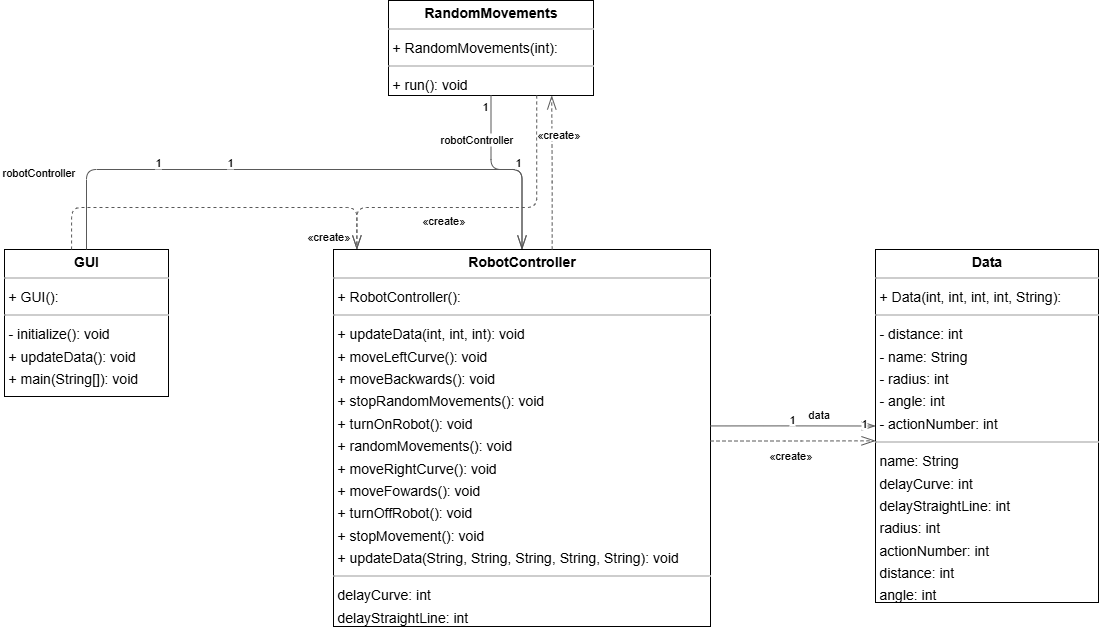 RandomMovements
+ RandomMovements(int):
+ run(): void
1
robotController
«create»
robotController
1
1
1
«create»
«create»
GUI
+ GUI():
- initialize(): void
+ updateData(): void
+ main(String[]): void
RobotController
+ RobotController():
+ updateData(int, int, int): void
+ moveLeftCurve(): void
+ moveBackwards(): void
+ stopRandomMovements(): void
+ turnOnRobot(): void
+ randomMovements(): void
+ moveRightCurve(): void
+ moveFowards(): void
+ turnOffRobot(): void
+ stopMovement(): void
+ updateData(String, String, String, String, String): void
delayCurve: int
delayStraightLine: int
1
data
1
«create»
Data
+ Data(int, int, int, int, String):
- distance: int
- name: String
- radius: int
- angle: int
- actionNumber: int
name: String
delayCurve: int
delayStraightLine: int
radius: int
actionNumber: int
distance: int
angle: int